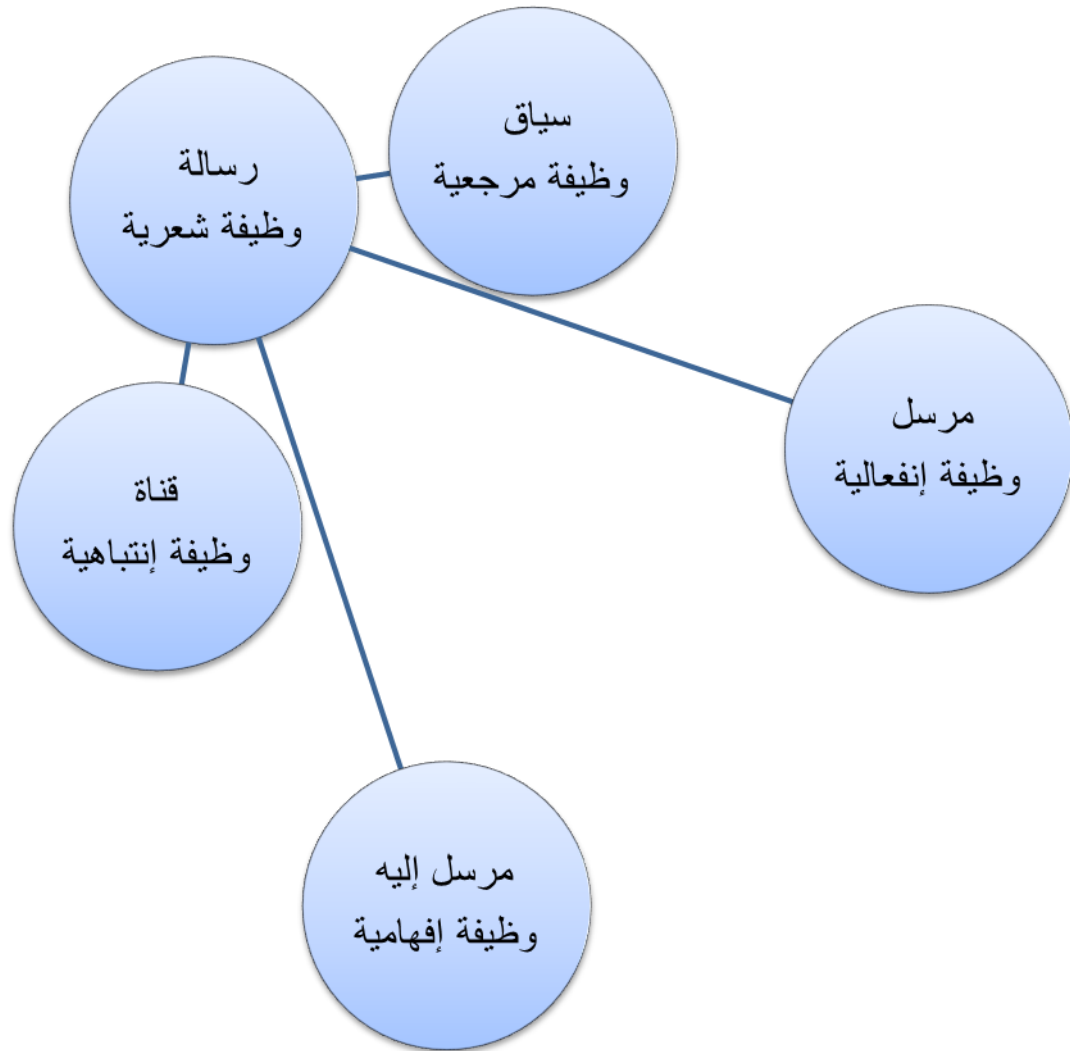 سياق
وظيفة مرجعية
رسالة
وظيفة شعرية
مرسل
وظيفة إنفعالية
قناة
وظيفة إنتباهية
مرسل إليه
وظيفة إفهامية